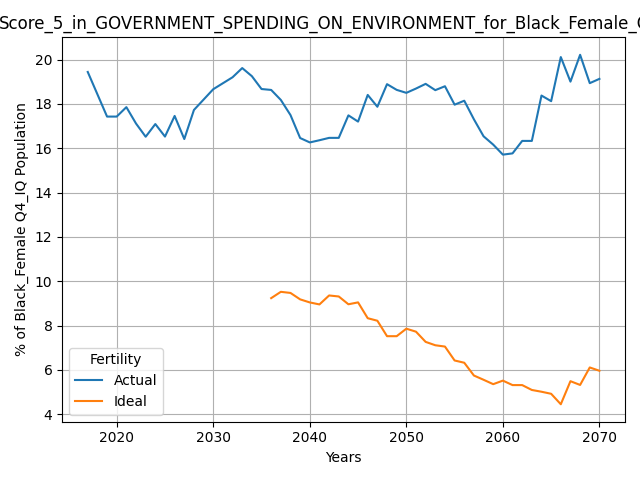 Score_5_in_GOVERNMENT_SPENDING_ON_ENVIRONMENT_for_Black_Female_
% of Black_Female Q4_IQ Population
20
18
16
14
12
10
8
6
4
Fertility
Actual
Ideal
2020 2030 2040 2050 2060 2070
Years